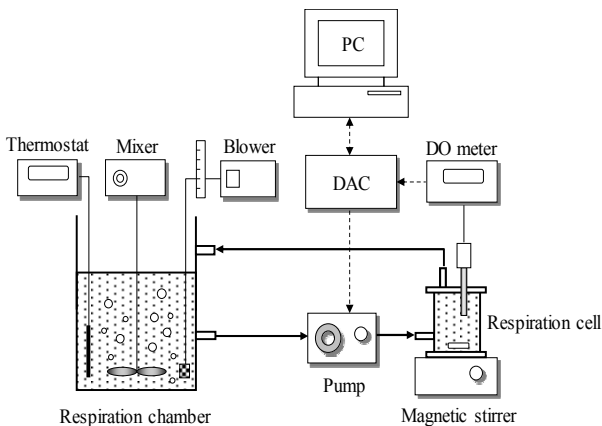 PC
Thermostat
Mixer
Blower
DAC
DO meter
Respiration cell
Pump
Respiration chamber
Magnetic stirrer